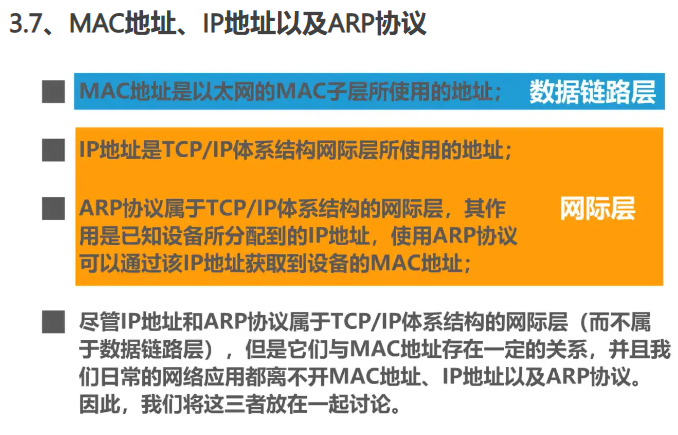 3.7、MAC地址、IP地址以及ARP协议
MAC地址是以太网的MAC子层所使用的地址；
数据链路层
IP地址是TCP/IP体系结构网际层所使用的地址；
ARP协议属于TCP/IP体系结构的网际层，其作
用是已知设备所分配到的IP地址，使用ARP协议
可以通过该IP地址获取到设备的MAC地址；
网际层
尽管IP地址和ARP协议属于TCP/IP体系结构的网际层（而不属
于数据链路层），但是它们与MAC地址存在一定的关系，并且我
们日常的网络应用都离不开MAC地址、IP地址以及ARP协议。
因此，我们将这三者放在一起讨论。